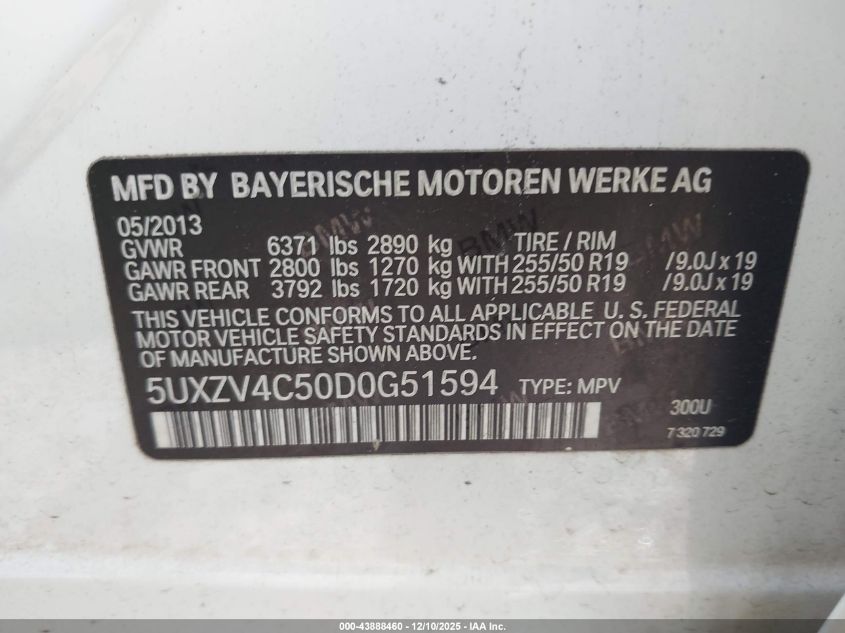 MFD BY BAYERISCHE MOTOREN WERKE AG
05/2013
GVWR 6371 lbs 2890 kg TIRE / RIM
GAWR FRONT 2800 lbs 1270 kg WITH 255/50 R19 /9.0J x 19
GAWR REAR 3792 lbs 1720 kg WITH 255/50 R19 /9.0J x 19
THIS VEHICLE CONFORMS TO ALL APPLICABLE U. S. FEDERAL
MOTOR VEHICLE SAFETY STANDARDS IN EFFECT ON THE DATE
OF MANUFACTURE SHOWN ABOVE.
5UXZV4C50D0G51594 TYPE: MPV
300U
7 320 729
000-43888460 - 12/10/2025 - IAA Inc.